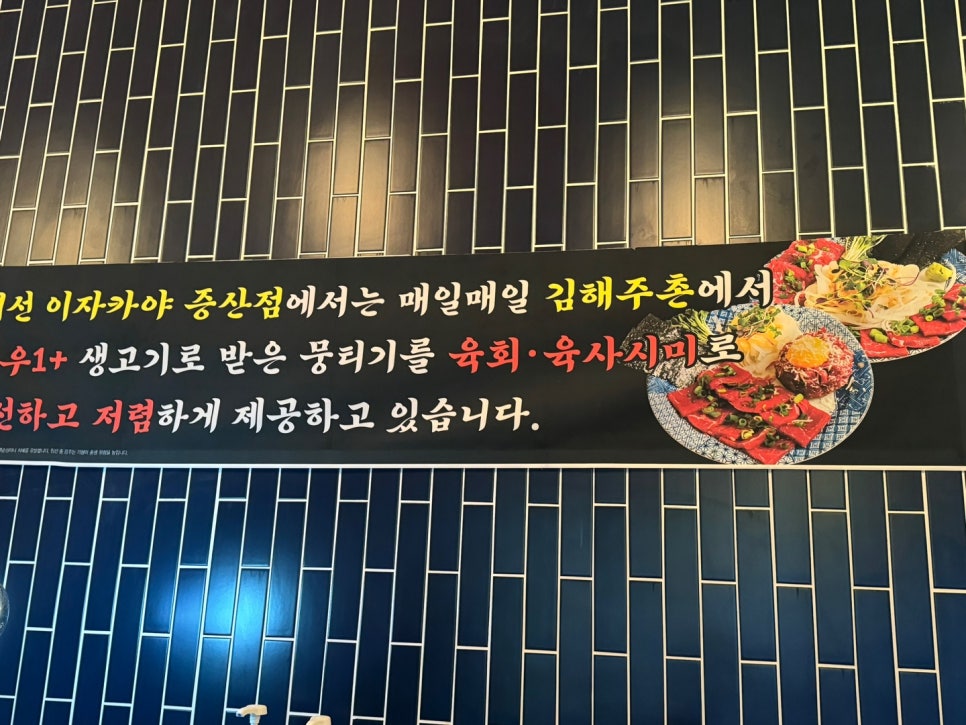 이자카야 증산점에서는 매일매일 김해주촌에서
우1+ 생고기로 받은 뭉티기를 육회·육사시미로
저렴하게 제공하고 있습니다.